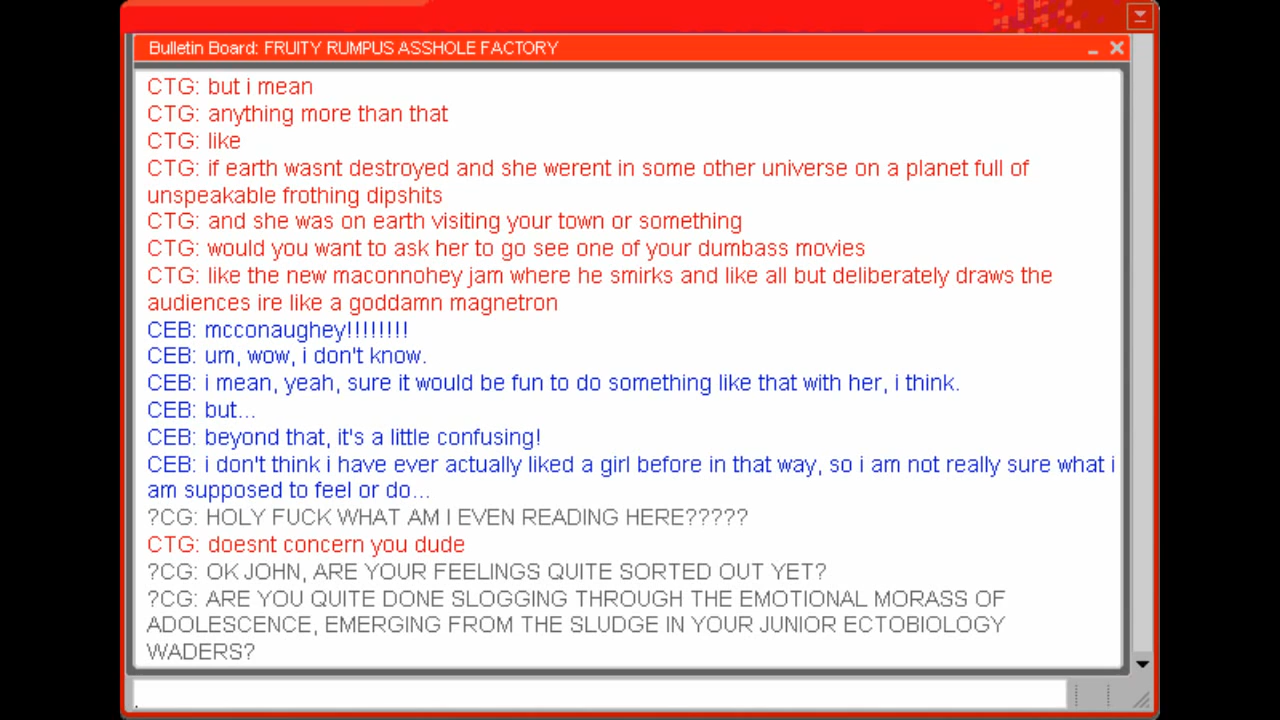 Bulletin Board: FRUITY RUMPUS ASSHOLE FACTORY
CTG: but i mean
CTG: anything more than that
CTG: like
CTG: if earth wasnt destroyed and she werent in some other universe on a planet full of
unspeakable frothing dipshits
CTG: and she was on earth visiting your town or something
CTG: would you want to ask her to go see one of your dumbass movies
CTG: like the new maconnohey jam where he smirks and like all but deliberately draws the
audiences ire like a goddamn magnetron
CEB: mcconaughey!!!!!!!!
CEB: um, wow, i don't know.
CEB: i mean, yeah, sure it would be fun to do something like that with her, i think.
CEB: but...
CEB: beyond that, it's a little confusing!
CEB: i don't think i have ever actually liked a girl before in that way, so i am not really sure what i
am supposed to feel or do...
?CG: HOLY FUCK WHAT AM I EVEN READING HERE?????
CTG: doesnt concern you dude
?CG: OK JOHN, ARE YOUR FEELINGS QUITE SORTED OUT YET?
?CG: ARE YOU QUITE DONE SLOGGING THROUGH THE EMOTIONAL MORASS OF
ADOLESCENCE, EMERGING FROM THE SLUDGE IN YOUR JUNIOR ECTOBIOLOGY
WADERS?